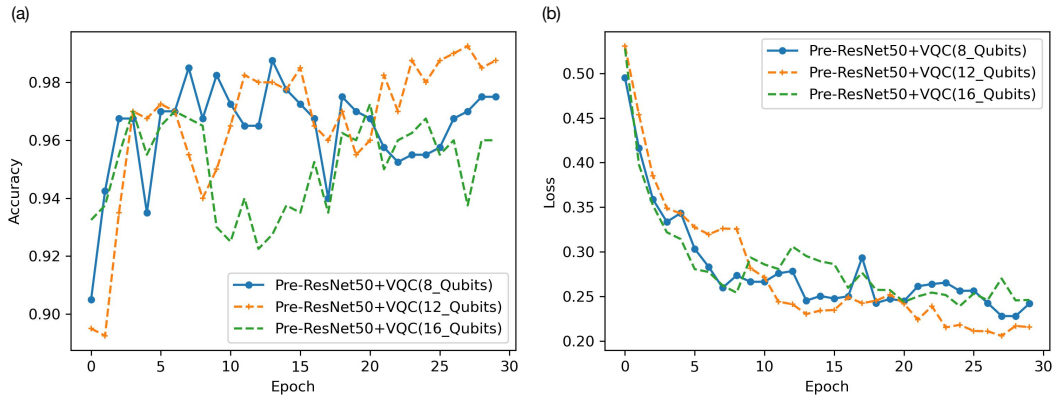 (a)
0.98
0.96
0.94
0.92
0.90
Accuracy
Pre-ResNet50+VQC(8_Qubits)
Pre-ResNet50+VQC(12_Qubits)
Pre-ResNet50+VQC(16_Qubits)
0 5 10 15 20 25 30
Epoch
(b)
0.50
0.45
0.40
0.35
0.30
0.25
0.20
Loss
Pre-ResNet50+VQC(8_Qubits)
Pre-ResNet50+VQC(12_Qubits)
Pre-ResNet50+VQC(16_Qubits)
0 5 10 15 20 25 30
Epoch